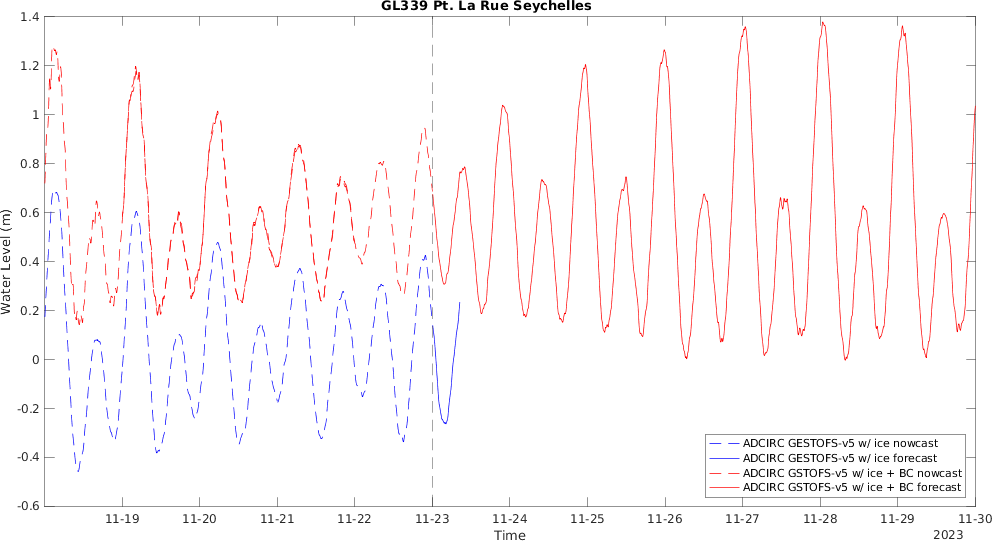 GL339 Pt. La Rue Seychelles
1.4
1.2
1
0.8
0.6
0.4
0.2
0
-0.2
-0.4
-0.6
Water Level (m)
ADCIRC GESTOFS-v5 w/ ice nowcast
ADCIRC GESTOFS-v5 w/ ice forecast
ADCIRC GSTOFS-v5 w/ ice + BC nowcast
ADCIRC GSTOFS-v5 w/ ice + BC forecast
11-19 11-20 11-21 11-22 11-23 11-24 11-25 11-26 11-27 11-28 11-29 11-30
Time
2023